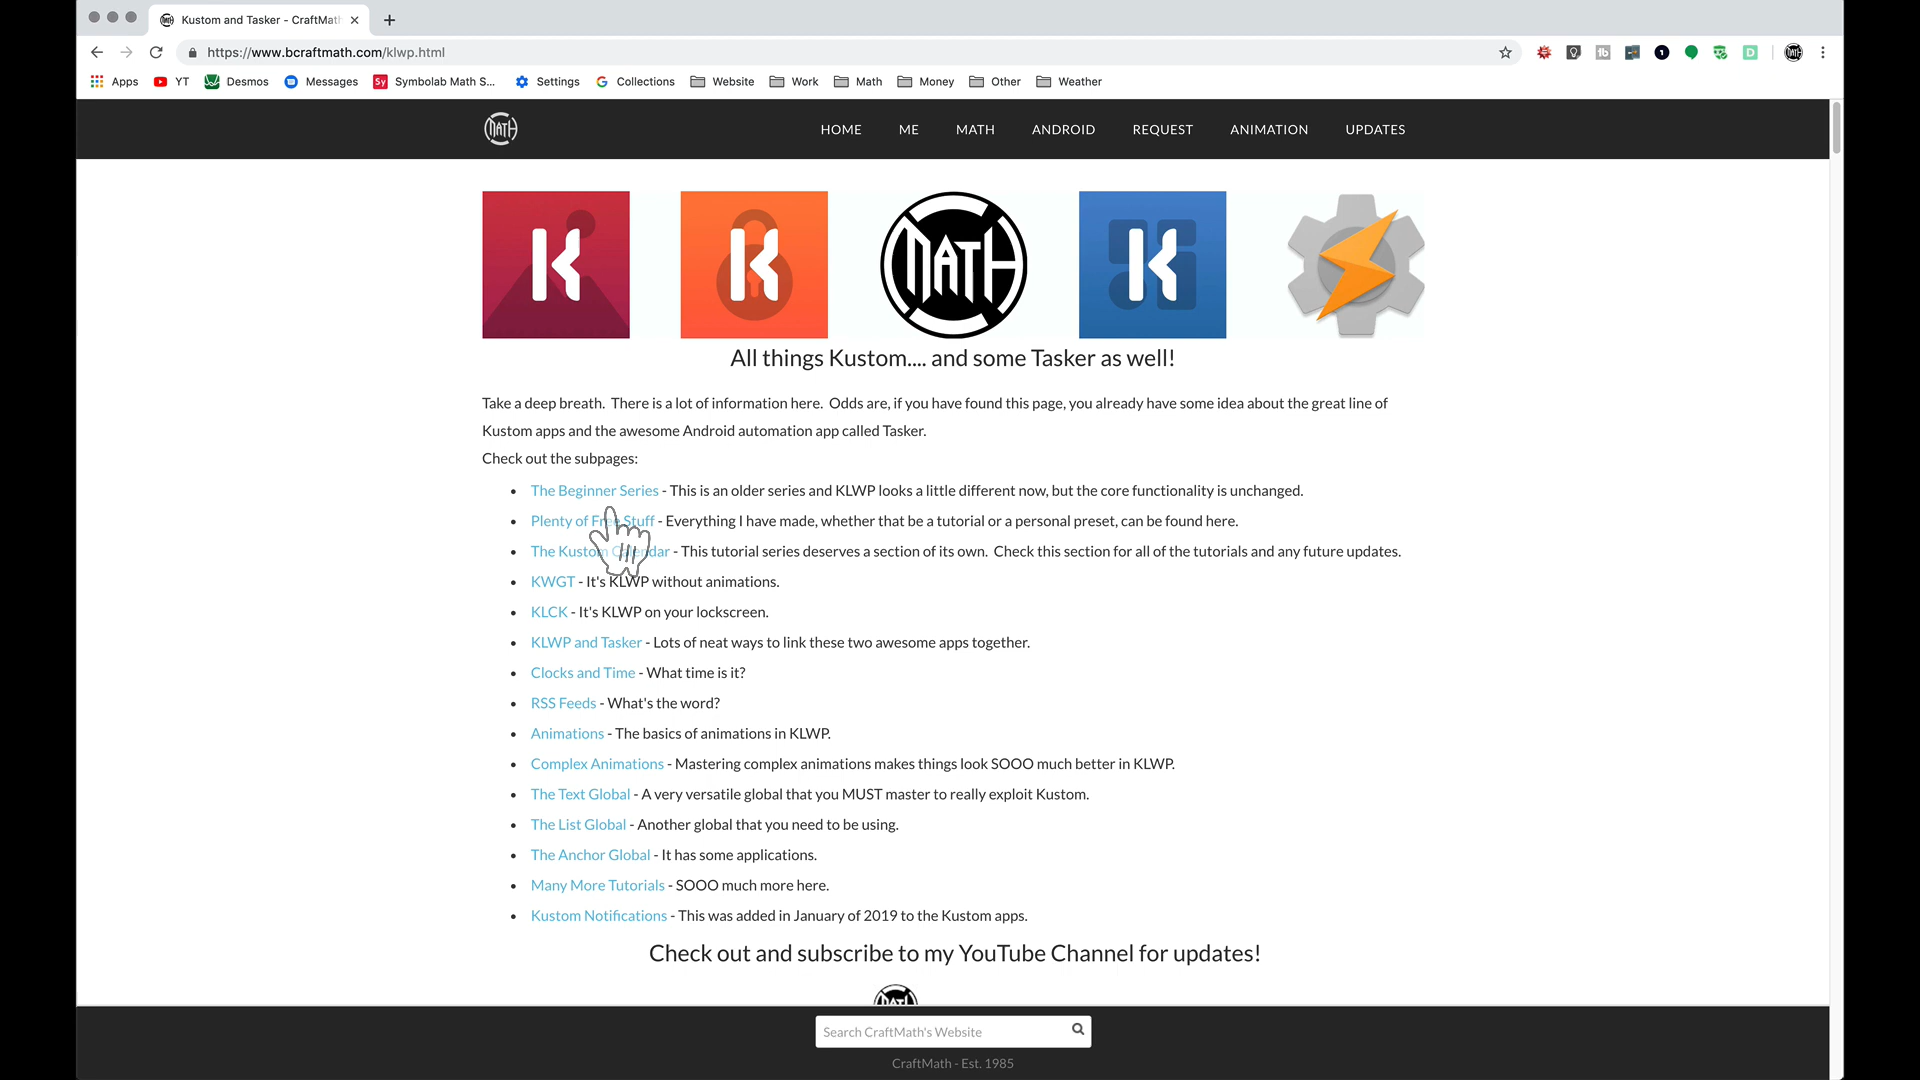 Kustom and Tasker - CraftMath
https://www.bcraftmath.com/klwp.html
Apps YT Desmos Messages Symbolab Math S... Settings Collections Website Work Math Money Other Weather
MATH HOME ME MATH ANDROID REQUEST ANIMATION UPDATES
K K MATH K
All things Kustom.... and some Tasker as well!
Take a deep breath. There is a lot of information here. Odds are, if you have found this page, you already have some idea about the great line of
Kustom apps and the awesome Android automation app called Tasker.
Check out the subpages:
• The Beginner Series - This is an older series and KLWP looks a little different now, but the core functionality is unchanged.
• Plenty of Free Stuff - Everything I have made, whether that be a tutorial or a personal preset, can be found here.
• The Kustom Calendar - This tutorial series deserves a section of its own. Check this section for all of the tutorials and any future updates.
• KWGT - It's KLWP without animations.
• KLCK - It's KLWP on your lockscreen.
• KLWP and Tasker - Lots of neat ways to link these two awesome apps together.
• Clocks and Time - What time is it?
• RSS Feeds - What's the word?
• Animations - The basics of animations in KLWP.
• Complex Animations - Mastering complex animations makes things look SOOO much better in KLWP.
• The Text Global - A very versatile global that you MUST master to really exploit Kustom.
• The List Global - Another global that you need to be using.
• The Anchor Global - It has some applications.
• Many More Tutorials - SOOO much more here.
• Kustom Notifications - This was added in January of 2019 to the Kustom apps.
Check out and subscribe to my YouTube Channel for updates!
Search CraftMath's Website
CraftMath - Est. 1985